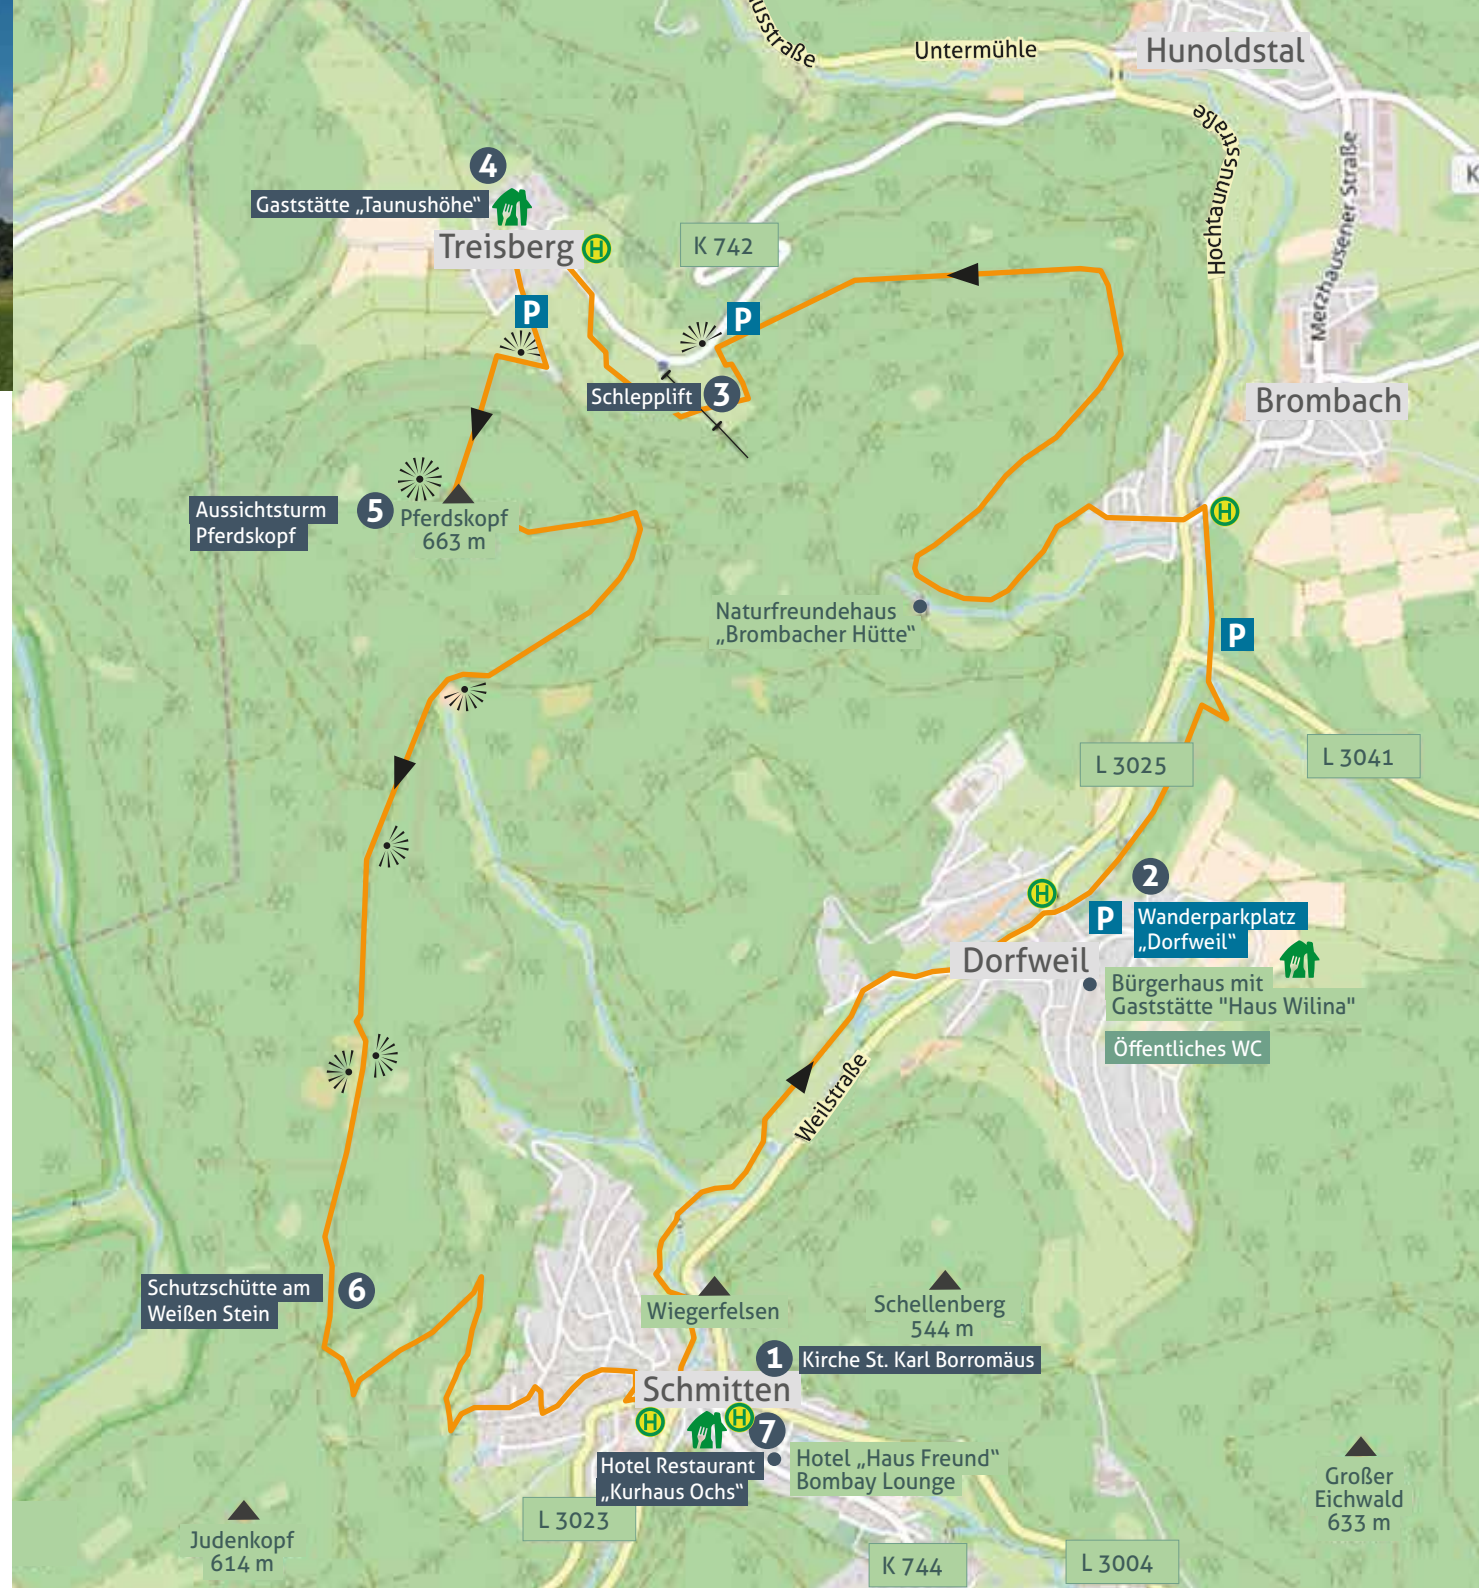 usstraße
Untermühle
Hunoldstal
Hochtaunusstraße
Merzhausener Straße
K
4
Gaststätte „Taunushöhe“
Treisberg
H
K 742
P
P
Schlepplift
3
Brombach
H
Aussichtsturm
Pferdskopf
5
Pferdskopf
663 m
Naturfreundehaus
„Brombacher Hütte“
P
L 3025
L 3041
2
H
P
Wanderparkplatz
„Dorfweil“
Dorfweil
Bürgerhaus mit
Gaststätte "Haus Wilina"
Öffentliches WC
Weilstraße
Schutzschütte am
Weißen Stein
6
Wiegerfelsen
Schellenberg
544 m
1
Kirche St. Karl Borromäus
Schmitten
H
H
7
Hotel Restaurant
„Kurhaus Ochs“
Hotel „Haus Freund“
Bombay Lounge
Großer
Eichwald
633 m
Judenkopf
614 m
L 3023
K 744
L 3004